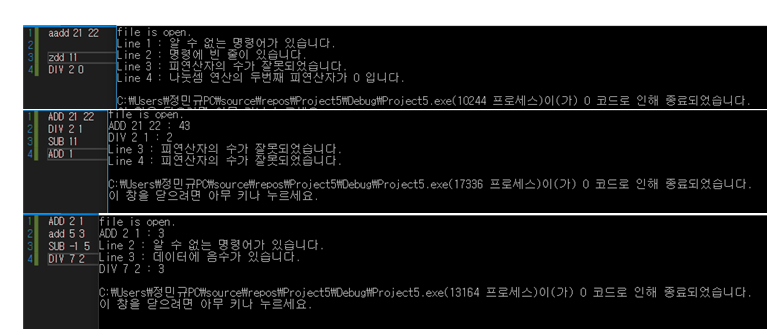 1 aadd 21 22
2
3 zdd 11
4 DIV 2 0
file is open.
Line 1 : 알 수 없는 명령어가 있습니다.
Line 2 : 명령에 빈 줄이 있습니다.
Line 3 : 피연산자의 수가 잘못되었습니다.
Line 4 : 나눗셈 연산의 두번째 피연산자가 0 입니다.
C:₩Users₩정민규PC₩source₩repos₩Project5₩Debug₩Project5.exe(10244 프로세스)이(가) 0 코드로 인해 종료되었습니다.
1 ADD 21 22
2 DIV 2 1
3 SUB 11
4 ADD 1
file is open.
ADD 21 22 : 43
DIV 2 1 : 2
Line 3 : 피연산자의 수가 잘못되었습니다.
Line 4 : 피연산자의 수가 잘못되었습니다.
C:₩Users₩정민규PC₩source₩repos₩Project5₩Debug₩Project5.exe(17336 프로세스)이(가) 0 코드로 인해 종료되었습니다.
이 창을 닫으려면 아무 키나 누르세요.
1 ADD 2 1
2 add 5 3
3 SUB -1 5
4 DIV 7 2
file is open.
ADD 2 1 : 3
Line 2 : 알 수 없는 명령어가 있습니다.
Line 3 : 데이터에 음수가 있습니다.
DIV 7 2 : 3
C:₩Users₩정민규PC₩source₩repos₩Project5₩Debug₩Project5.exe(13164 프로세스)이(가) 0 코드로 인해 종료되었습니다.
이 창을 닫으려면 아무 키나 누르세요.